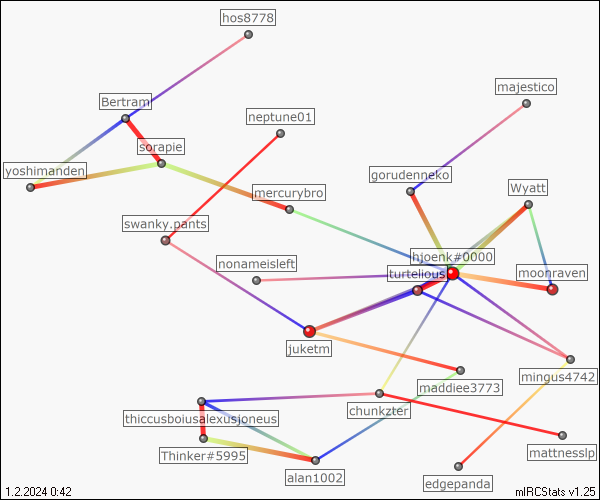 hos8778
majestico
Bertram
neptune01
sorapie
yoshimanden
gorudenneko
mercurybro
Wyatt
swanky.pants
hjoenk#0000
nonameisleft
turtelious
moonraven
juketm
mingus4742
maddiee3773
chunkzter
thiccusboiusalexusjoneus
Thinker#5995
mattnesslp
alan1002
edgepanda
1.2.2024 0:42
mIRCStats v1.25